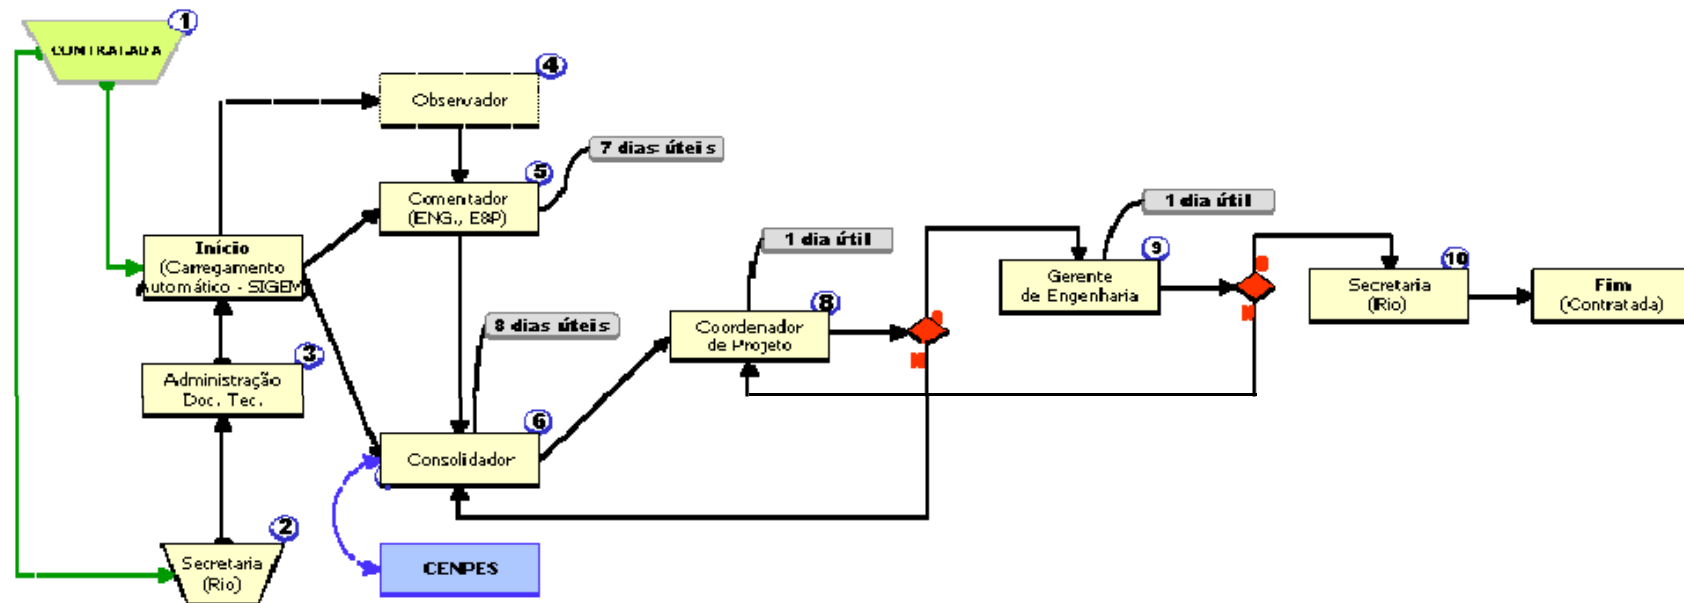 1
CONTRATADA
4
Observador
7 dias úteis
5
Comentador
(ENG., E&P)
1 dia útil
Início
(Carregamento
Automático - SIGEM)
1 dia útil
9
Gerente
de Engenharia
S
N
10
Secretaria
(Rio)
Fim
(Contratada)
8
Coordenador
de Projeto
S
N
8 dias úteis
3
Administração
Doc. Tec.
6
Consolidador
2
Secretaria
(Rio)
CENPES